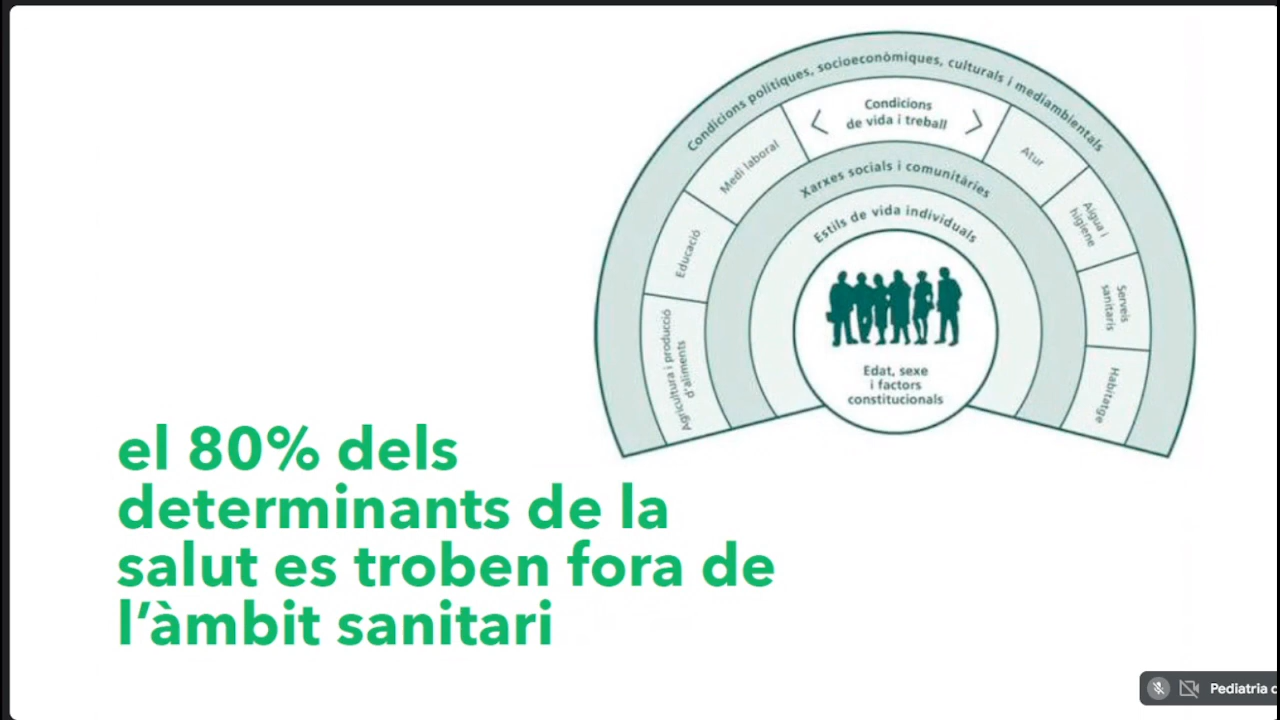 Condicions polítiques, socioeconòmiques, culturals i mediambientals
Condicions
de vida i treball
Medi laboral
Atur
Xarxes socials i comunitàries
Aigua i
higiene
Educació
Estils de vida individuals
Serveis
sanitaris
Agricultura i producció
d'aliments
Habitatge
Edat, sexe
i factors
constitucionals
el 80% dels
determinants de la
salut es troben fora de
l'àmbit sanitari
Pediatria